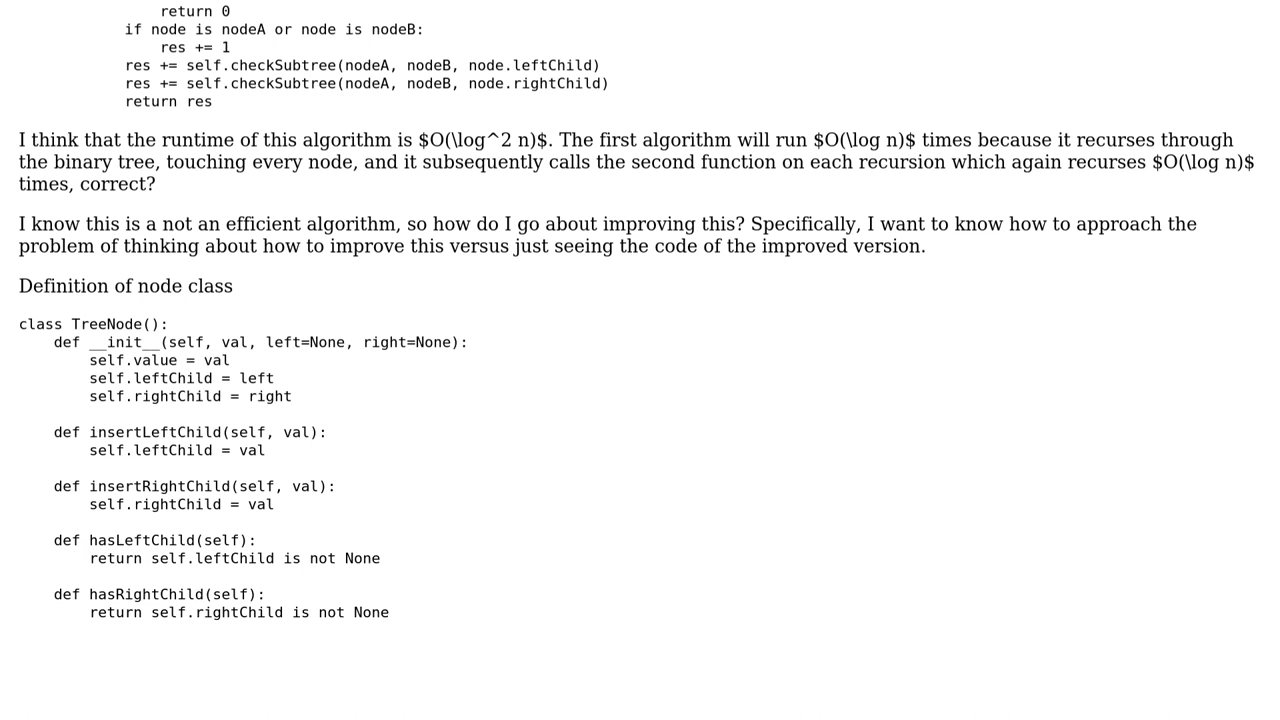 return 0
if node is nodeA or node is nodeB:
res += 1
res += self.checkSubtree(nodeA, nodeB, node.leftChild)
res += self.checkSubtree(nodeA, nodeB, node.rightChild)
return res
I think that the runtime of this algorithm is $O(\log^2 n)$. The first algorithm will run $O(\log n)$ times because it recurses through
the binary tree, touching every node, and it subsequently calls the second function on each recursion which again recurses $O(\log n)$
times, correct?
I know this is a not an efficient algorithm, so how do I go about improving this? Specifically, I want to know how to approach the
problem of thinking about how to improve this versus just seeing the code of the improved version.
Definition of node class
class TreeNode():
def __init__(self, val, left=None, right=None):
self.value = val
self.leftChild = left
self.rightChild = right
def insertLeftChild(self, val):
self.leftChild = val
def insertRightChild(self, val):
self.rightChild = val
def hasLeftChild(self):
return self.leftChild is not None
def hasRightChild(self):
return self.rightChild is not None